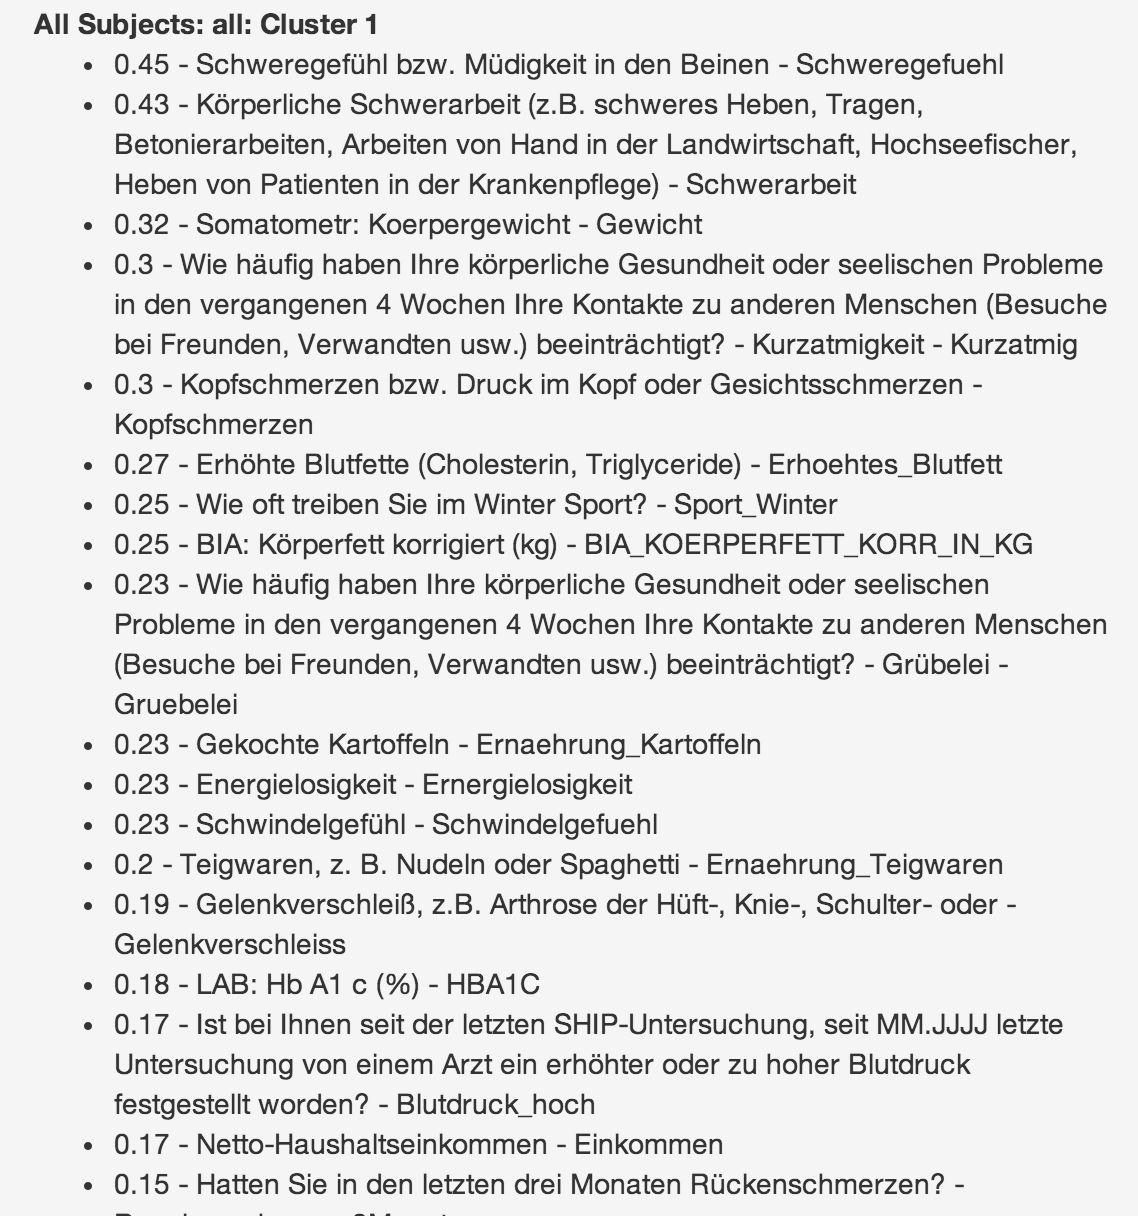 All Subjects: all: Cluster 1
• 0.45 - Schweregefühl bzw. Müdigkeit in den Beinen - Schweregefuehl
• 0.43 - Körperliche Schwerarbeit (z.B. schweres Heben, Tragen,
Betonierarbeiten, Arbeiten von Hand in der Landwirtschaft, Hochseefischer,
Heben von Patienten in der Krankenpflege) - Schwerarbeit
• 0.32 - Somatometr: Koerpergewicht - Gewicht
• 0.3 - Wie häufig haben Ihre körperliche Gesundheit oder seelischen Probleme
in den vergangenen 4 Wochen Ihre Kontakte zu anderen Menschen (Besuche
bei Freunden, Verwandten usw.) beeinträchtigt? - Kurzatmigkeit - Kurzatmig
• 0.3 - Kopfschmerzen bzw. Druck im Kopf oder Gesichtsschmerzen -
Kopfschmerzen
• 0.27 - Erhöhte Blutfette (Cholesterin, Triglyceride) - Erhoehtes_Blutfett
• 0.25 - Wie oft treiben Sie im Winter Sport? - Sport_Winter
• 0.25 - BIA: Körperfett korrigiert (kg) - BIA_KOERPERFETT_KORR_IN_KG
• 0.23 - Wie häufig haben Ihre körperliche Gesundheit oder seelischen
Probleme in den vergangenen 4 Wochen Ihre Kontakte zu anderen Menschen
(Besuche bei Freunden, Verwandten usw.) beeinträchtigt? - Grübelei -
Gruebelei
• 0.23 - Gekochte Kartoffeln - Ernaehrung_Kartoffeln
• 0.23 - Energielosigkeit - Ernergielosigkeit
• 0.23 - Schwindelgefühl - Schwindelgefuehl
• 0.2 - Teigwaren, z. B. Nudeln oder Spaghetti - Ernaehrung_Teigwaren
• 0.19 - Gelenkverschleiß, z.B. Arthrose der Hüft-, Knie-, Schulter- oder -
Gelenkverschleiss
• 0.18 - LAB: Hb A1 c (%) - HBA1C
• 0.17 - Ist bei Ihnen seit der letzten SHIP-Untersuchung, seit MM.JJJJ letzte
Untersuchung von einem Arzt ein erhöhter oder zu hoher Blutdruck
festgestellt worden? - Blutdruck_hoch
• 0.17 - Netto-Haushaltseinkommen - Einkommen
• 0.15 - Hatten Sie in den letzten drei Monaten Rückenschmerzen? -